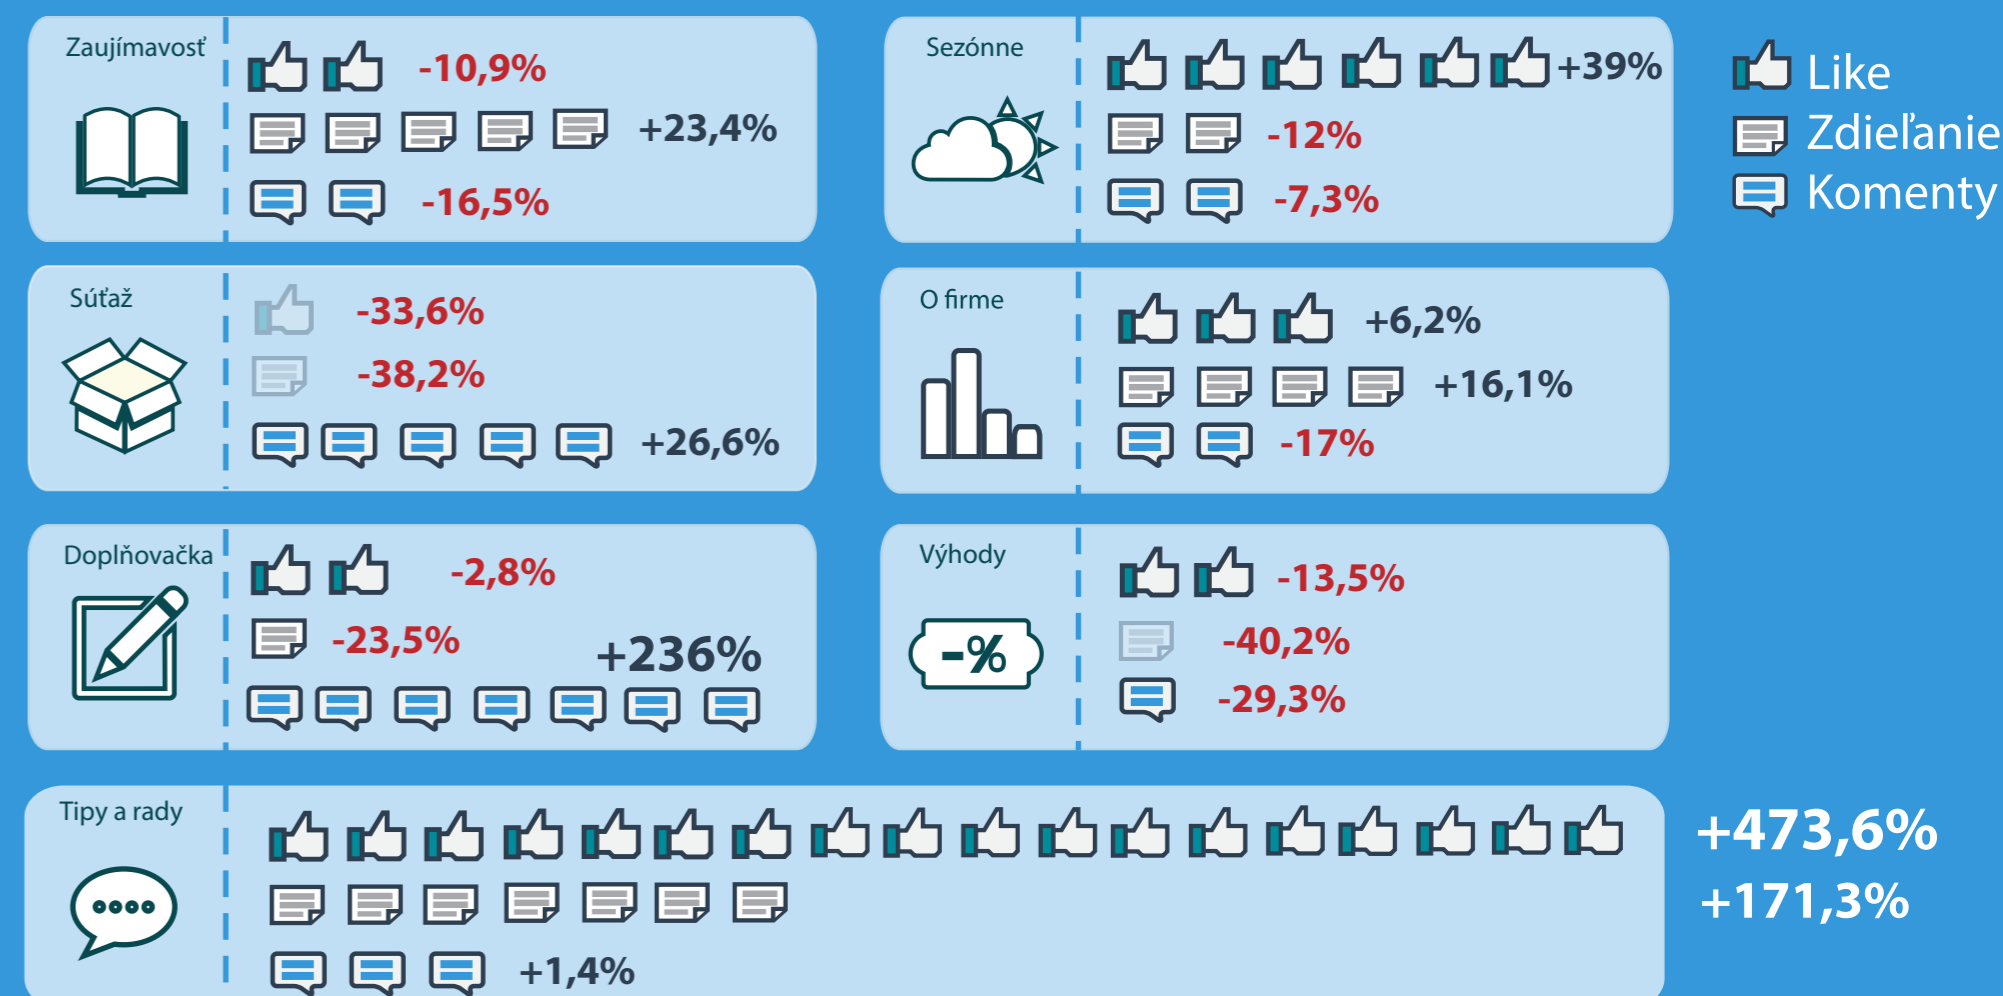 Zaujímavosť
-10,9%
+23,4%
-16,5%
Sezónne
+39%
-12%
-7,3%
Like
Zdieľanie
Komenty
Súťaž
-33,6%
-38,2%
+26,6%
O firme
+6,2%
+16,1%
-17%
Doplňovačka
-2,8%
-23,5%
+236%
Výhody
-%
-13,5%
-40,2%
-29,3%
Tipy a rady
+473,6%
+171,3%
+1,4%